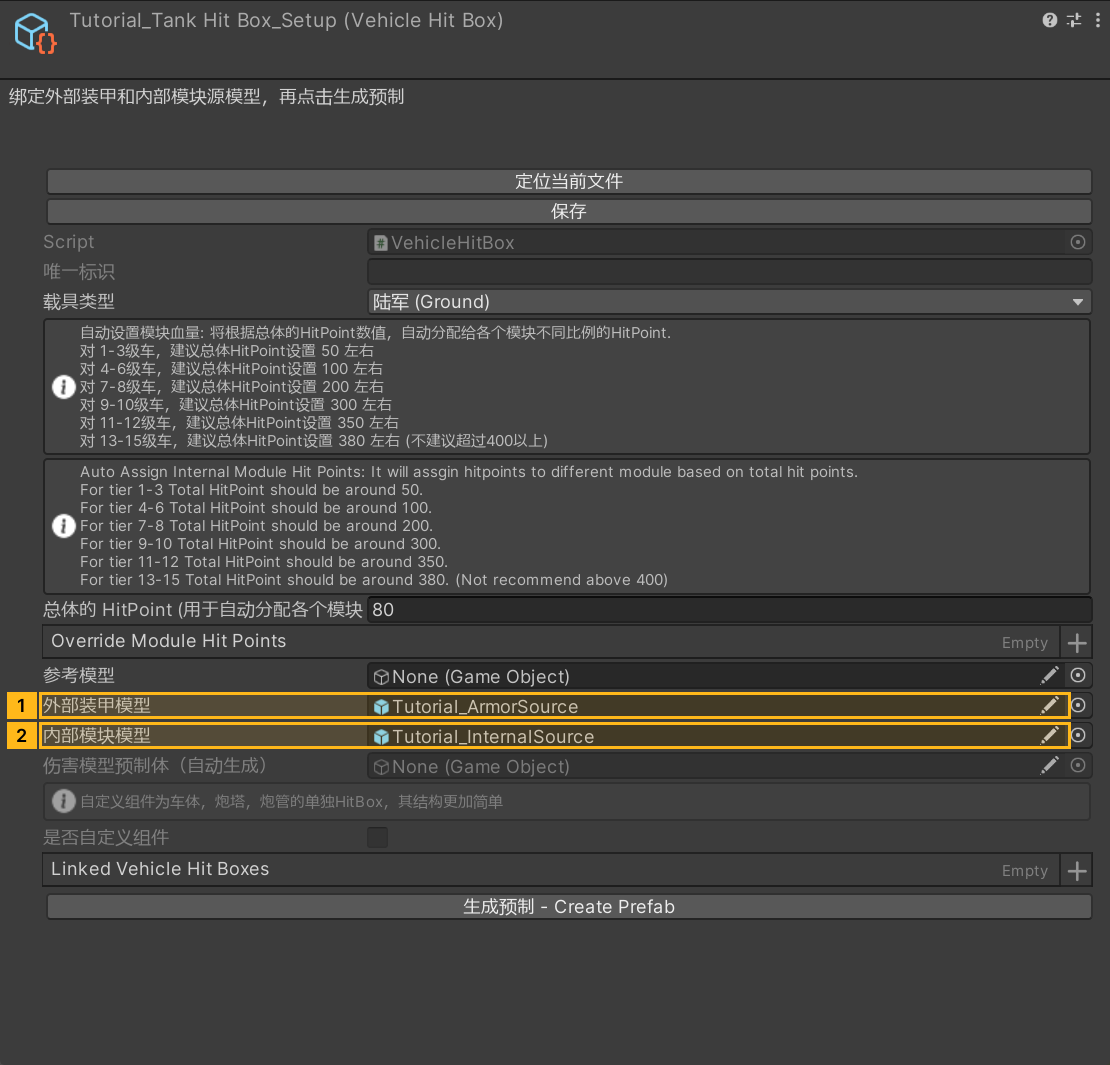 Tutorial_Tank Hit Box_Setup (Vehicle Hit Box)
绑定外部装甲和内部模块源模型，再点击生成预制
定位当前文件
保存
Script VehicleHitBox
唯一标识
载具类型 陆军 (Ground)
自动设置模块血量: 将根据总体的HitPoint数值，自动分配给各个模块不同比例的HitPoint.
对 1-3级车，建议总体HitPoint设置 50 左右
对 4-6级车，建议总体HitPoint设置 100 左右
对 7-8级车，建议总体HitPoint设置 200 左右
对 9-10级车，建议总体HitPoint设置 300 左右
对 11-12级车，建议总体HitPoint设置 350 左右
对 13-15级车，建议总体HitPoint设置 380 左右 (不建议超过400以上)
Auto Assign Internal Module Hit Points: It will assgin hitpoints to different module based on total hit points.
For tier 1-3 Total HitPoint should be around 50.
For tier 4-6 Total HitPoint should be around 100.
For tier 7-8 Total HitPoint should be around 200.
For tier 9-10 Total HitPoint should be around 300.
For tier 11-12 Total HitPoint should be around 350.
For tier 13-15 Total HitPoint should be around 380. (Not recommend above 400)
总体的 HitPoint (用于自动分配各个模块 80
Override Module Hit Points Empty
参考模型 None (Game Object)
1 外部装甲模型 Tutorial_ArmorSource
2 内部模块模型 Tutorial_InternalSource
伤害模型预制体（自动生成） None (Game Object)
自定义组件为车体，炮塔，炮管的单独HitBox，其结构更加简单
是否自定义组件
Linked Vehicle Hit Boxes Empty
生成预制 - Create Prefab